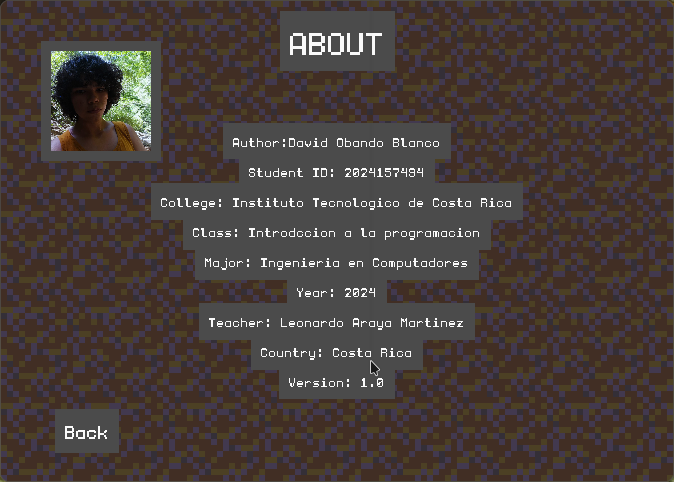 ABOUT
Author:David Obando Blanco
Student ID: 2024157494
College: Instituto Tecnologico de Costa Rica
Class: Introdccion a la programacion
Major: Ingenieria en Computadores
Year: 2024
Teacher: Leonardo Araya Martinez
Country: Costa Rica
Version: 1.0
Back